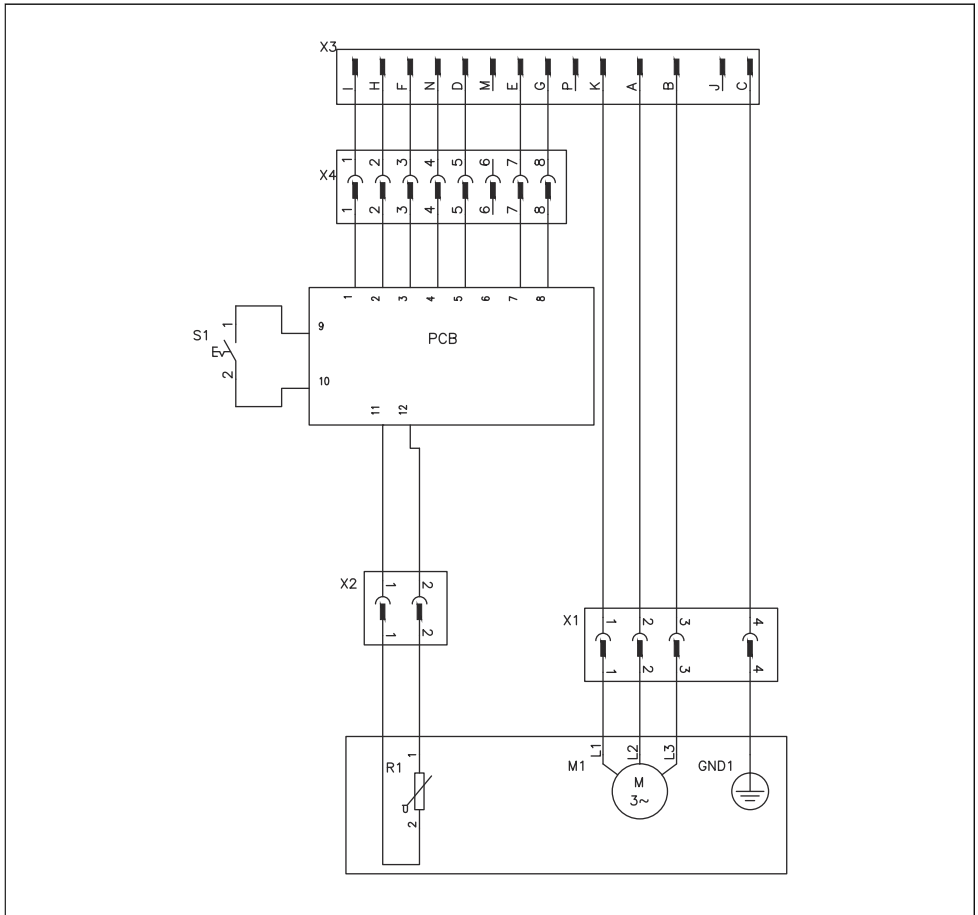 X3
I H F N D M E G P K A B J C
1 2 3 4 5 6 7 8
X4
1 2 3 4 5 6 7 8
1 2 3 4 5 6 7 8
S1
1
2
9
PCB
10
11 12
X2
1 2
1 2
X1
1 2 3 4
1 2 3 4
L1 L2 L3
R1
1
2
M1
M
3~
GND1